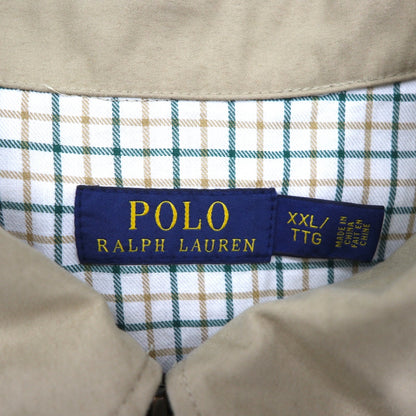 POLO
RALPH LAUREN
XXL/
TTG
MADE IN
CHINA
FAIT EN
CHINE